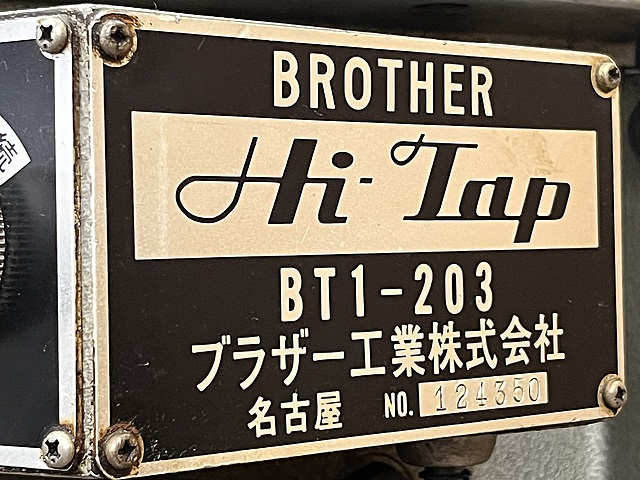 BROTHER
Hi-Tap
BT1-203
ブラザー工業株式会社
名古屋 NO. 124350
続